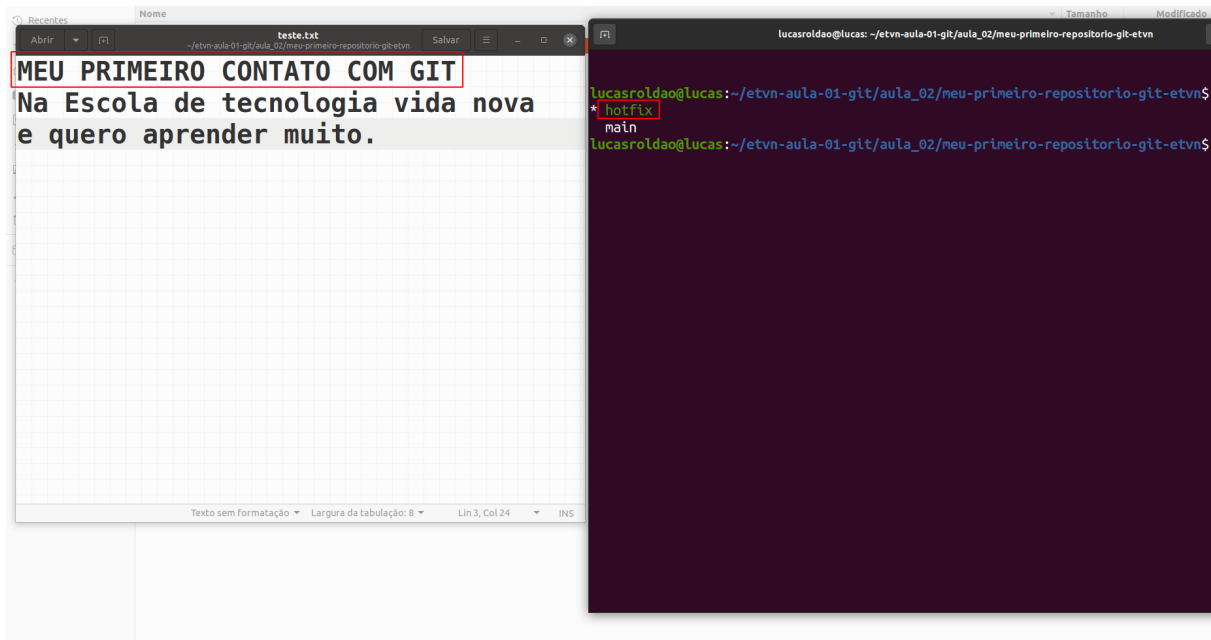 Recentes
Nome
Tamanho
Modificado
Abrir
teste.txt
~/etvn-aula-01-git/aula_02/meu-primeiro-repositorio-git-etvn
Salvar
MEU PRIMEIRO CONTATO COM GIT
Na Escola de tecnologia vida nova
e quero aprender muito.
Texto sem formatação
Largura da tabulação: 8
Lin 3, Col 24
INS
lucasroldao@lucas: ~/etvn-aula-01-git/aula_02/meu-primeiro-repositorio-git-etvn
lucasroldao@lucas:~/etvn-aula-01-git/aula_02/meu-primeiro-repositorio-git-etvn$
* hotfix
main
lucasroldao@lucas:~/etvn-aula-01-git/aula_02/meu-primeiro-repositorio-git-etvn$